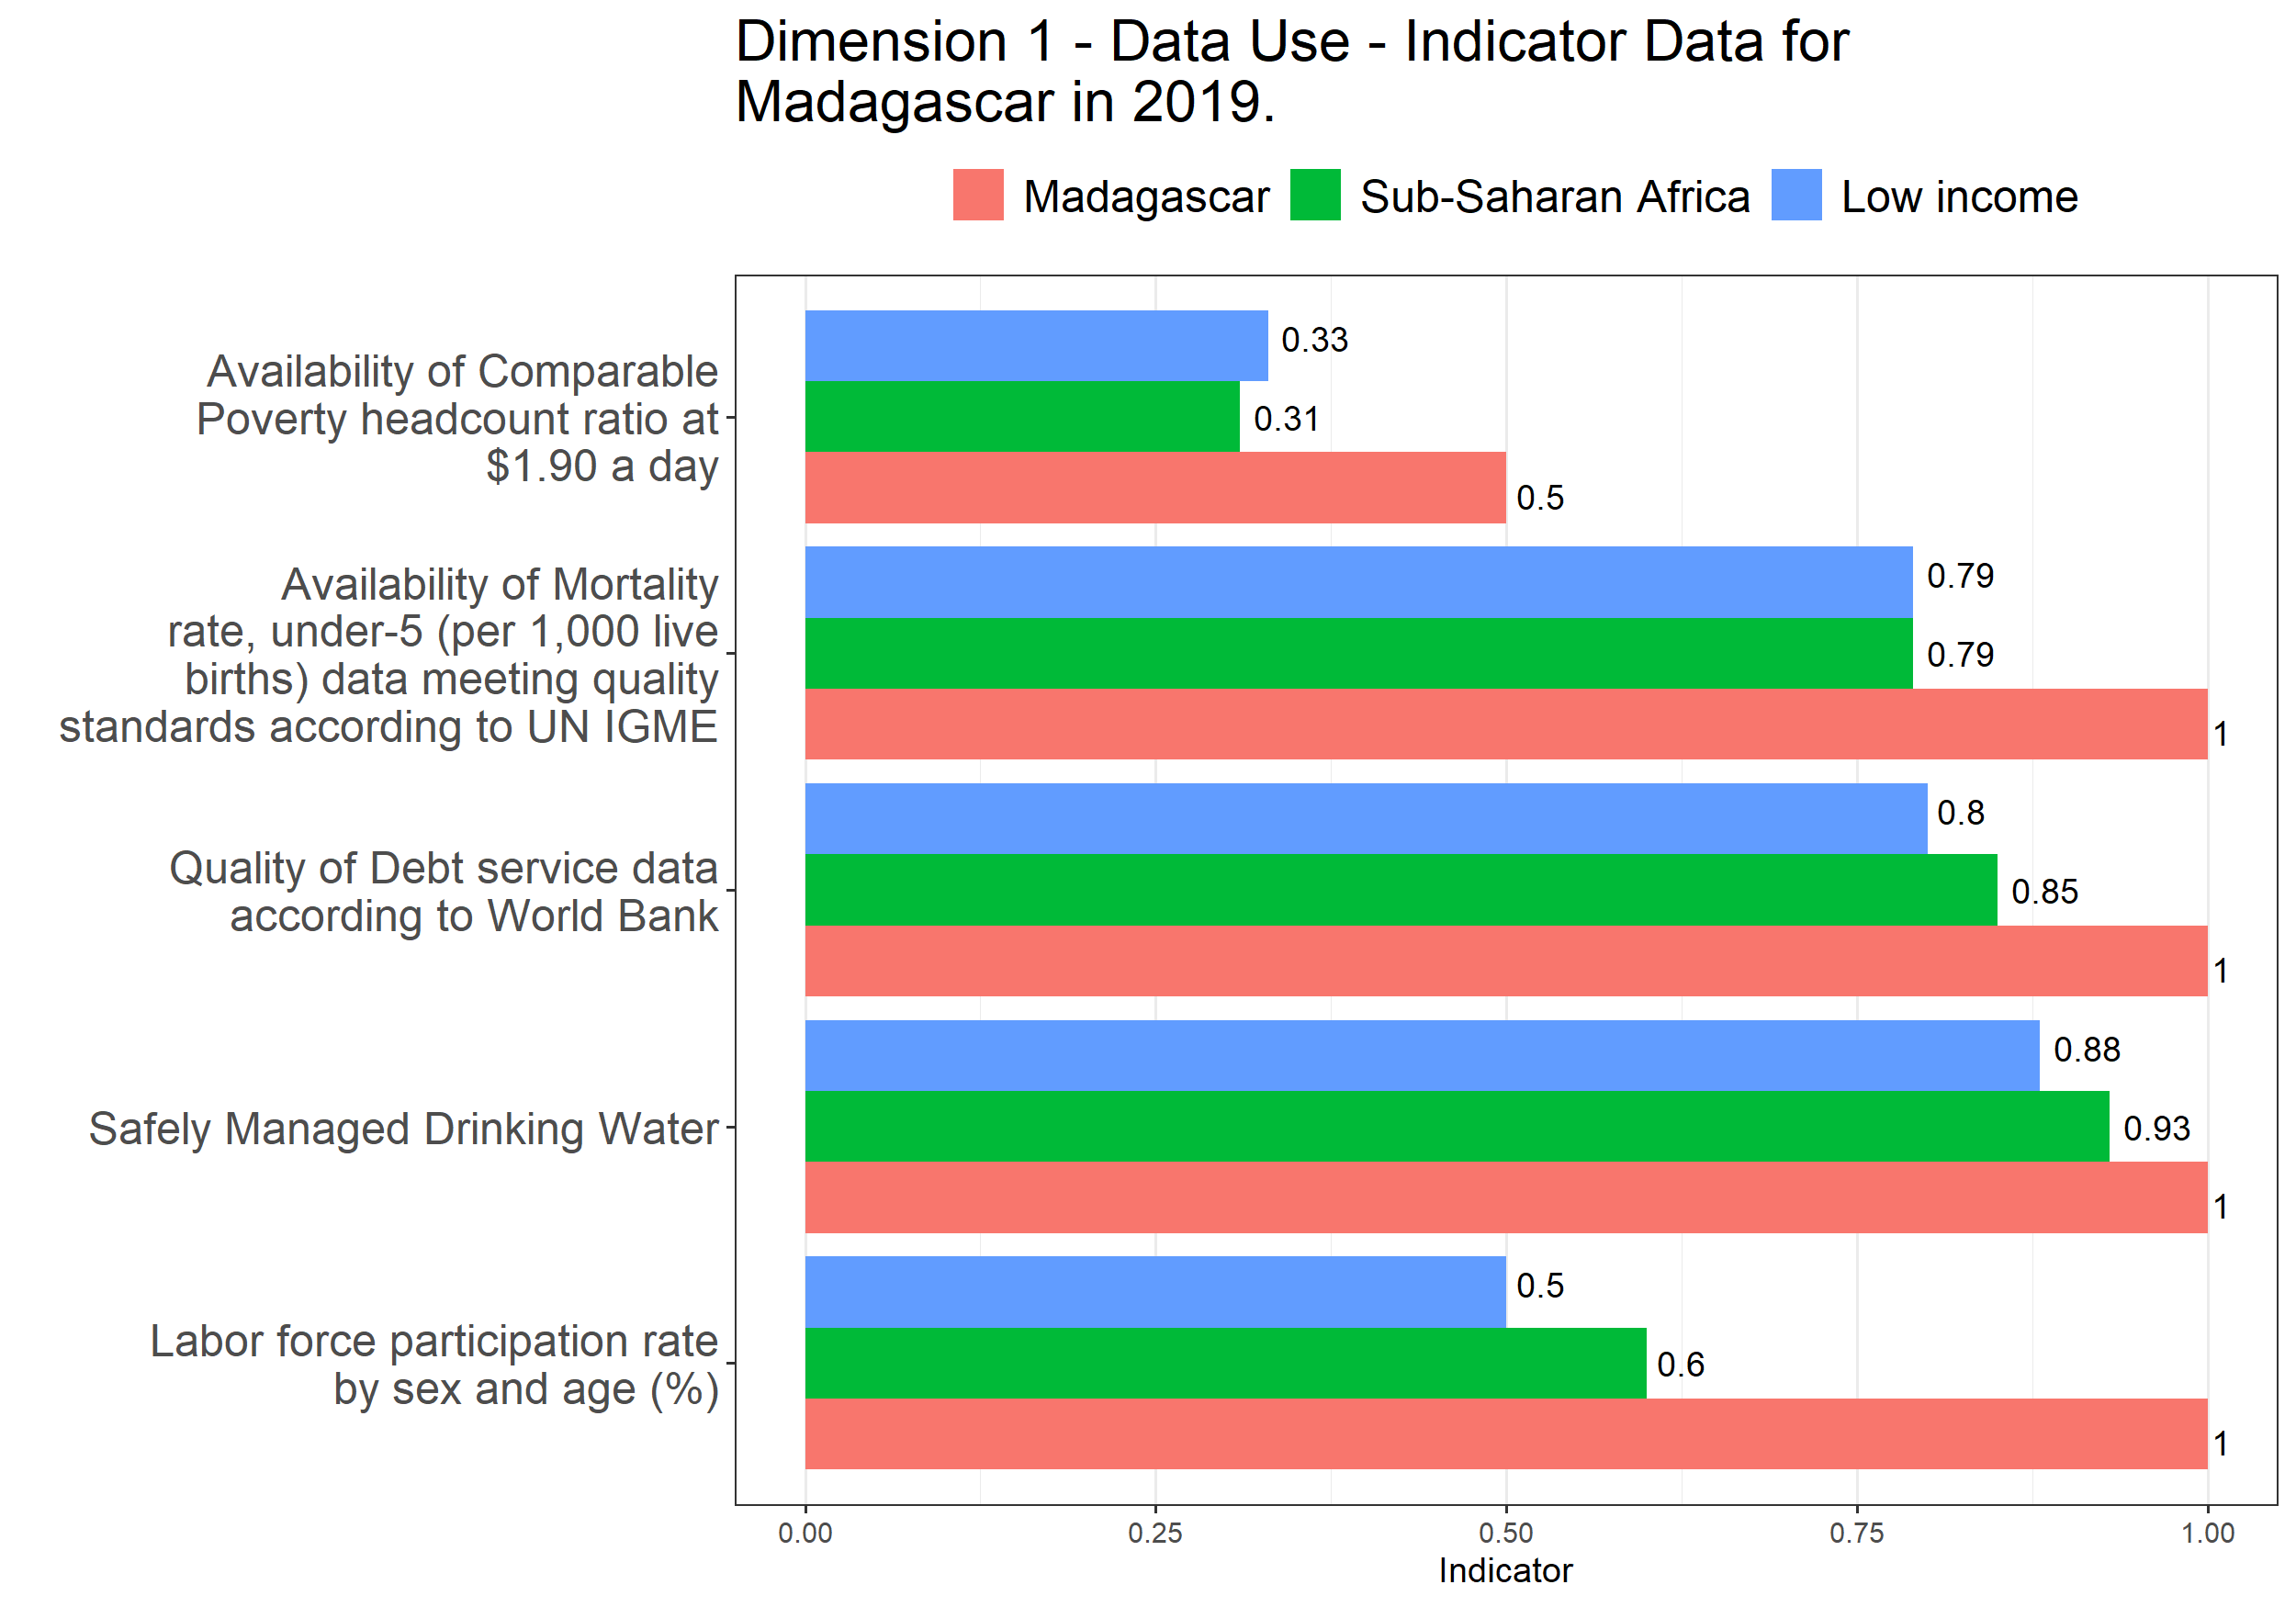 Dimension 1 - Data Use - Indicator Data for
Madagascar in 2019.
Madagascar
Sub-Saharan Africa
Low income
Availability of Comparable
Poverty headcount ratio at
$1.90 a day
0.33
0.31
0.5
Availability of Mortality
rate, under-5 (per 1,000 live
births) data meeting quality
standards according to UN IGME
0.79
0.79
1
Quality of Debt service data
according to World Bank
0.8
0.85
1
Safely Managed Drinking Water
0.88
0.93
1
Labor force participation rate
by sex and age (%)
0.5
0.6
1
0.00
0.25
0.50
0.75
1.00
Indicator